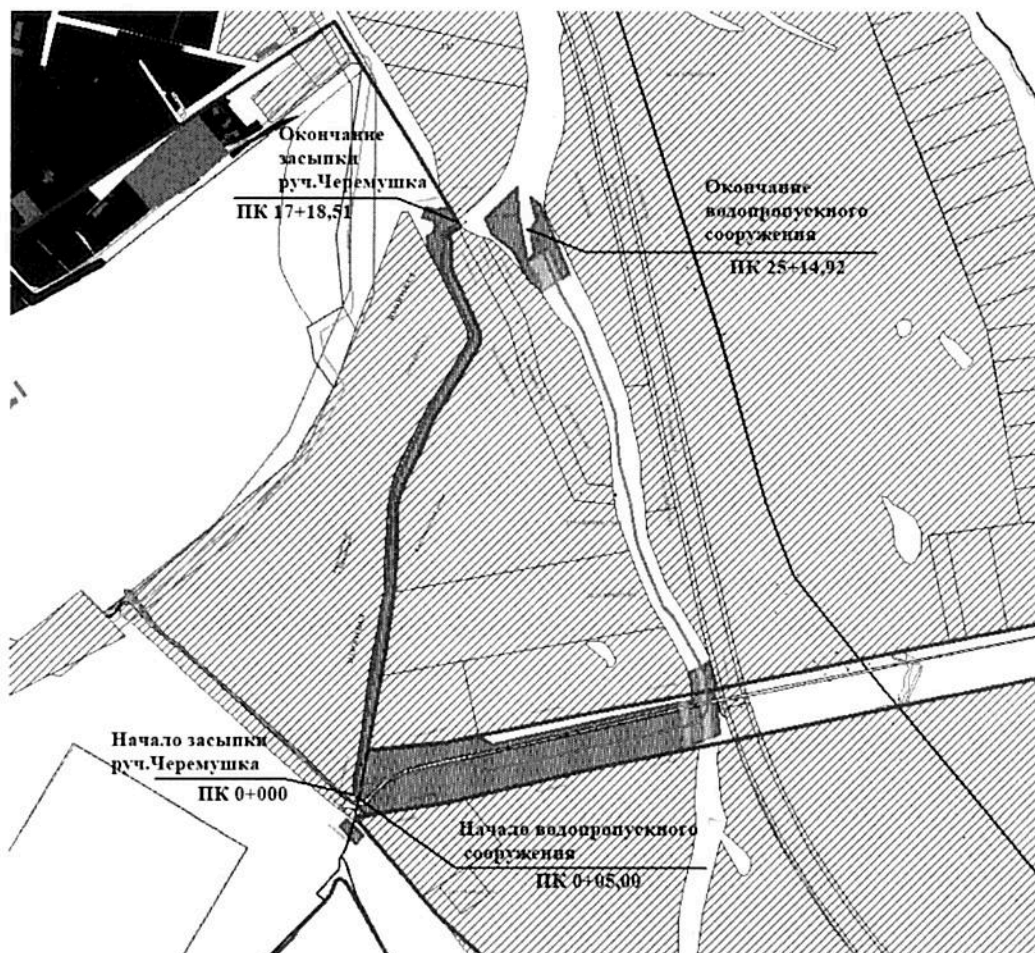 Окончание
засыпки
руч.Черемушка
ПК 17+18,51
Окончание
водопропускного
сооружения
ПК 25+14,92
Начало засыпки
руч.Черемушка
ПК 0+000
Начало водопропускного
сооружения
ПК 0+05,00